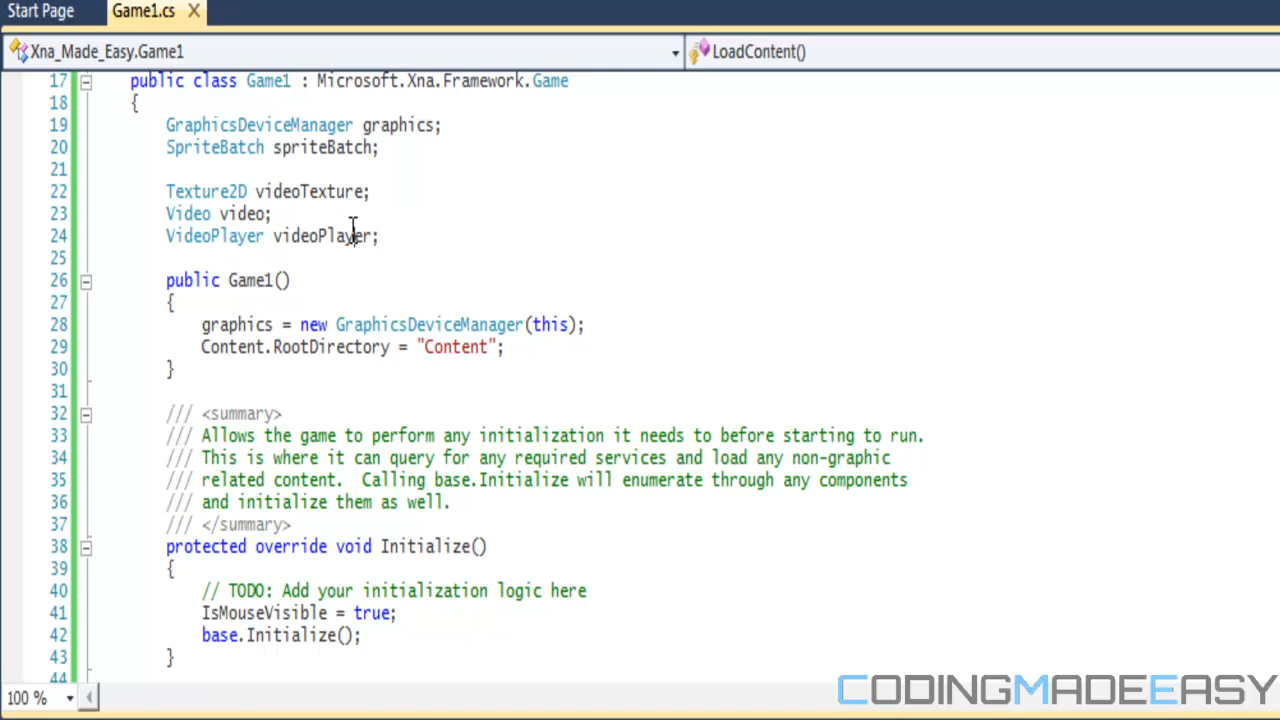 Start Page Game1.cs X
Xna_Made_Easy.Game1 LoadContent()
17 public class Game1 : Microsoft.Xna.Framework.Game
18 {
19 GraphicsDeviceManager graphics;
20 SpriteBatch spriteBatch;
21
22 Texture2D videoTexture;
23 Video video;
24 VideoPlayer videoPlayer;
25
26 public Game1()
27 {
28 graphics = new GraphicsDeviceManager(this);
29 Content.RootDirectory = "Content";
30 }
31
32 /// <summary>
33 /// Allows the game to perform any initialization it needs to before starting to run.
34 /// This is where it can query for any required services and load any non-graphic
35 /// related content.  Calling base.Initialize will enumerate through any components
36 /// and initialize them as well.
37 /// </summary>
38 protected override void Initialize()
39 {
40 // TODO: Add your initialization logic here
41 IsMouseVisible = true;
42 base.Initialize();
43 }
44
100 %
CODINGMADEEASY